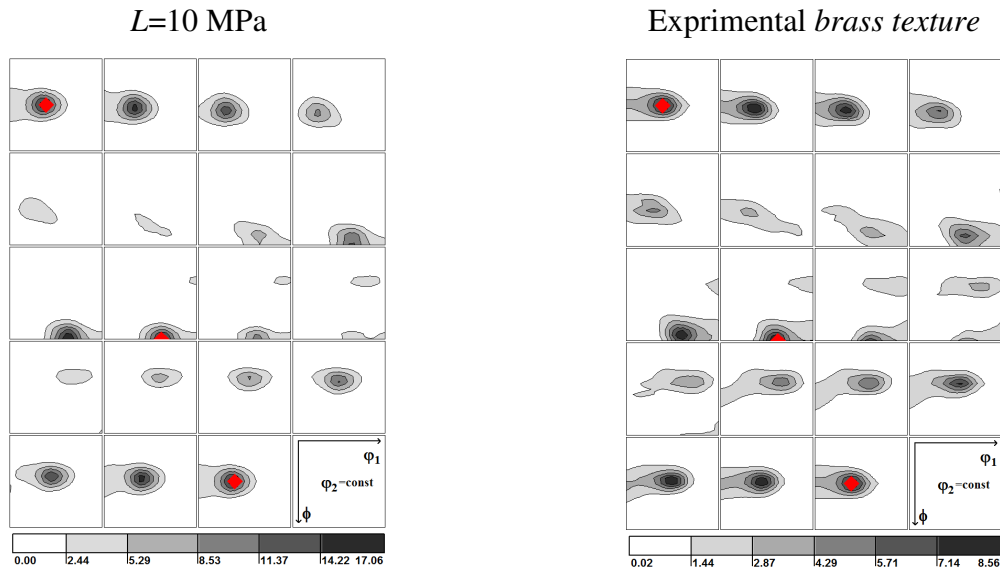 L=10 MPa
Exprimental brass texture
φ1
φ2=const
ϕ
0.00 2.44 5.29 8.53 11.37 14.22 17.06
φ1
φ2=const
ϕ
0.02 1.44 2.87 4.29 5.71 7.14 8.56